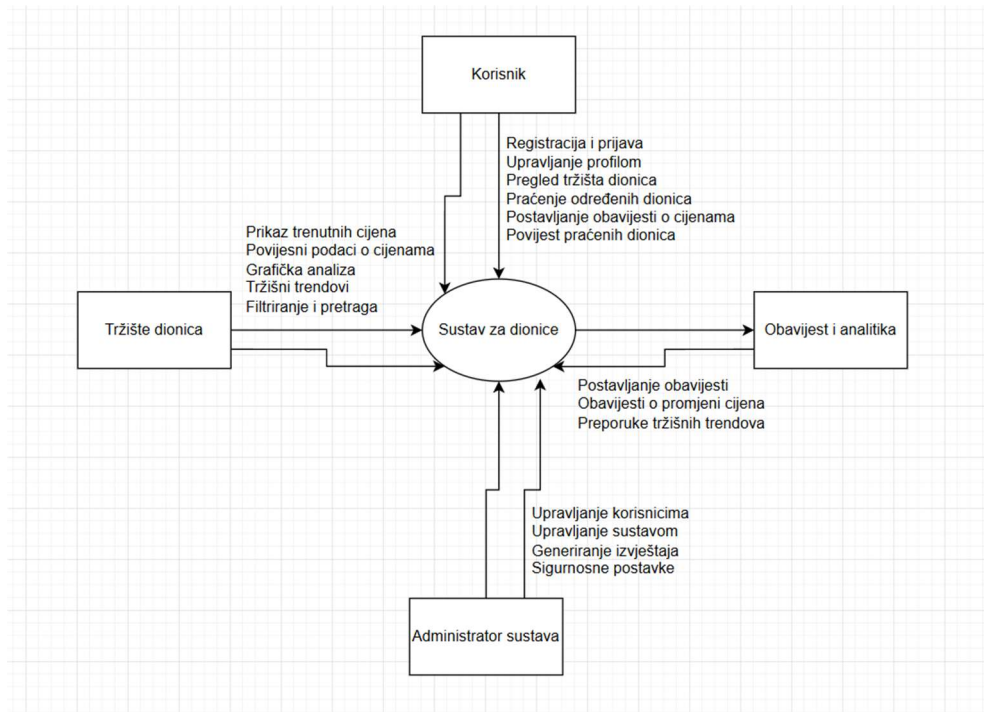 Korisnik
Registracija i prijava
Upravljanje profilom
Pregled tržišta dionica
Praćenje određenih dionica
Postavljanje obavijesti o cijenama
Povijest praćenih dionica
Prikaz trenutnih cijena
Povijesni podaci o cijenama
Grafička analiza
Tržišni trendovi
Filtriranje i pretraga
Tržište dionica
Sustav za dionice
Obavijest i analitika
Postavljanje obavijesti
Obavijesti o promjeni cijena
Preporuke tržišnih trendova
Upravljanje korisnicima
Upravljanje sustavom
Generiranje izvještaja
Sigurnosne postavke
Administrator sustava